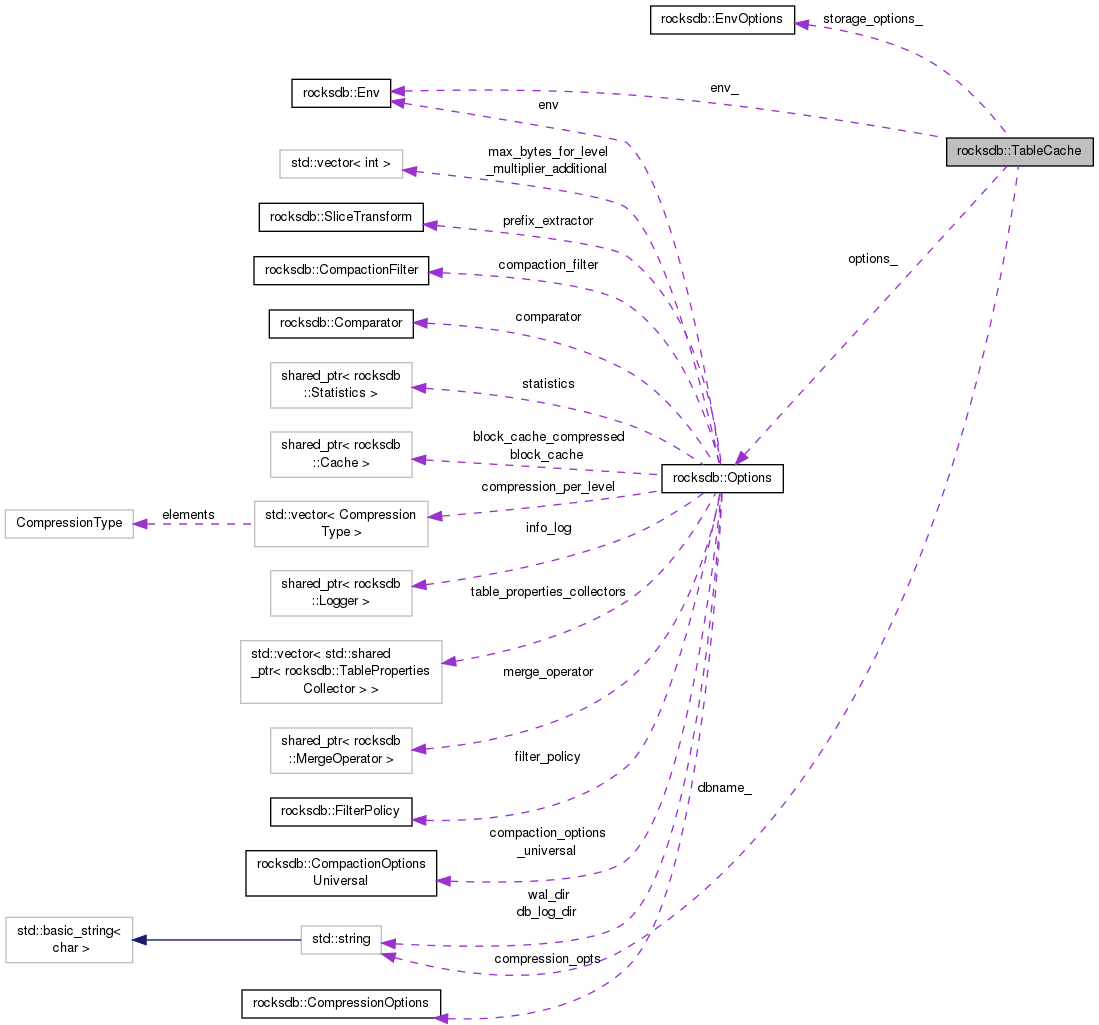 rocksdb::EnvOptions
storage_options_
rocksdb::Env
env_
env
rocksdb::TableCache
std::vector< int >
max_bytes_for_level
_multiplier_additional
rocksdb::SliceTransform
prefix_extractor
rocksdb::CompactionFilter
compaction_filter
options_
rocksdb::Comparator
comparator
shared_ptr< rocksdb
::Statistics >
statistics
shared_ptr< rocksdb
::Cache >
block_cache_compressed
block_cache
rocksdb::Options
CompressionType
elements
std::vector< Compression
Type >
compression_per_level
info_log
shared_ptr< rocksdb
::Logger >
table_properties_collectors
std::vector< std::shared
_ptr< rocksdb::TableProperties
Collector > >
merge_operator
shared_ptr< rocksdb
::MergeOperator >
filter_policy
dbname_
rocksdb::FilterPolicy
compaction_options
_universal
rocksdb::CompactionOptions
Universal
wal_dir
db_log_dir
std::basic_string<
char >
std::string
compression_opts
rocksdb::CompressionOptions